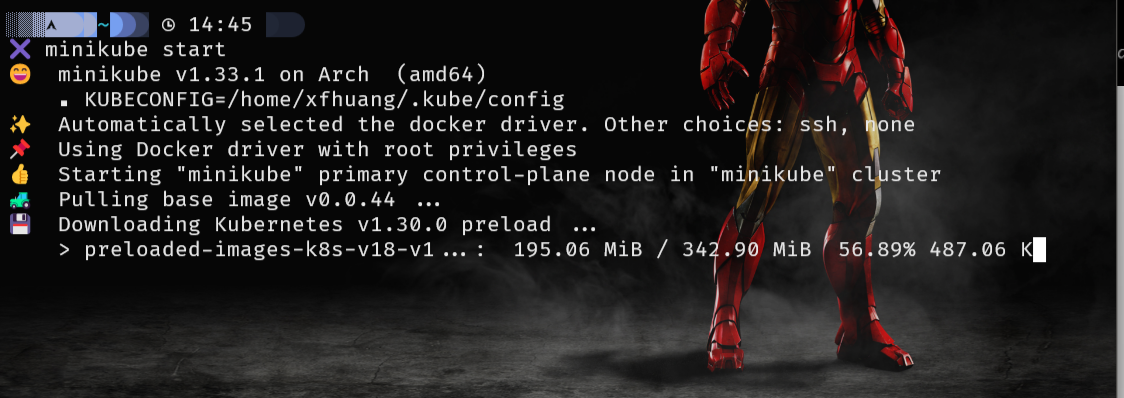 ~ 14:45
minikube start
minikube v1.33.1 on Arch (amd64)
▪ KUBECONFIG=/home/xfhuang/.kube/config
Automatically selected the docker driver. Other choices: ssh, none
Using Docker driver with root privileges
Starting "minikube" primary control-plane node in "minikube" cluster
Pulling base image v0.0.44 ...
Downloading Kubernetes v1.30.0 preload ...
> preloaded-images-k8s-v18-v1...: 195.06 MiB / 342.90 MiB 56.89% 487.06 K